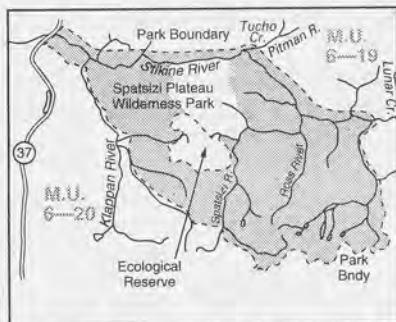 Park Boundary
Tucho
Cr.
Pitman R.
M.U.
6—19
Stikine River
Spatsizi Plateau
Wilderness Park
Lunar Cr.
37
Klappan River
M.U.
6—20
Spatsizi R.
Ross River
Ecological
Reserve
Park
Bndy